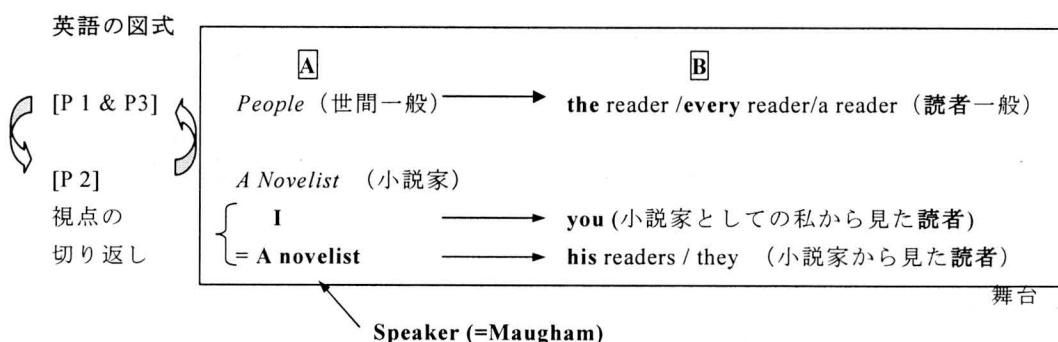 英語の図式
A B
[P 1 & P3] People（世間一般） the reader /every reader/a reader（読者一般）
[P 2] A Novelist （小説家）
視点の I you (小説家としての私から見た読者)
切り返し = A novelist his readers / they （小説家から見た読者）
舞台
Speaker (=Maugham)